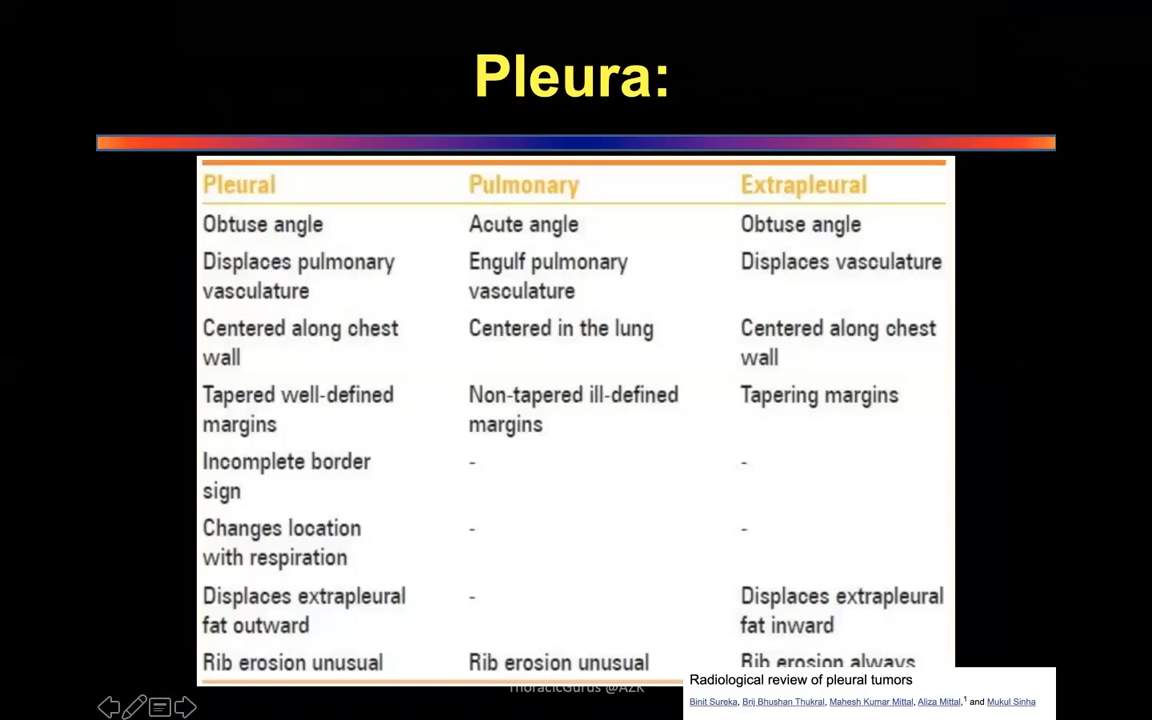 Pleura:
Pleural Pulmonary Extrapleural
Obtuse angle Acute angle Obtuse angle
Displaces pulmonary Engulf pulmonary Displaces vasculature
vasculature vasculature
Centered along chest Centered in the lung Centered along chest
wall wall
Tapered well-defined Non-tapered ill-defined Tapering margins
margins margins
Incomplete border - -
sign
Changes location - -
with respiration
Displaces extrapleural - Displaces extrapleural
fat outward fat inward
Rib erosion unusual Rib erosion unusual Rib erosion always
ThoracicGurus @AZK
Radiological review of pleural tumors
Binit Sureka, Brij Bhushan Thukral, Mahesh Kumar Mittal, Aliza Mittal,1 and Mukul Sinha